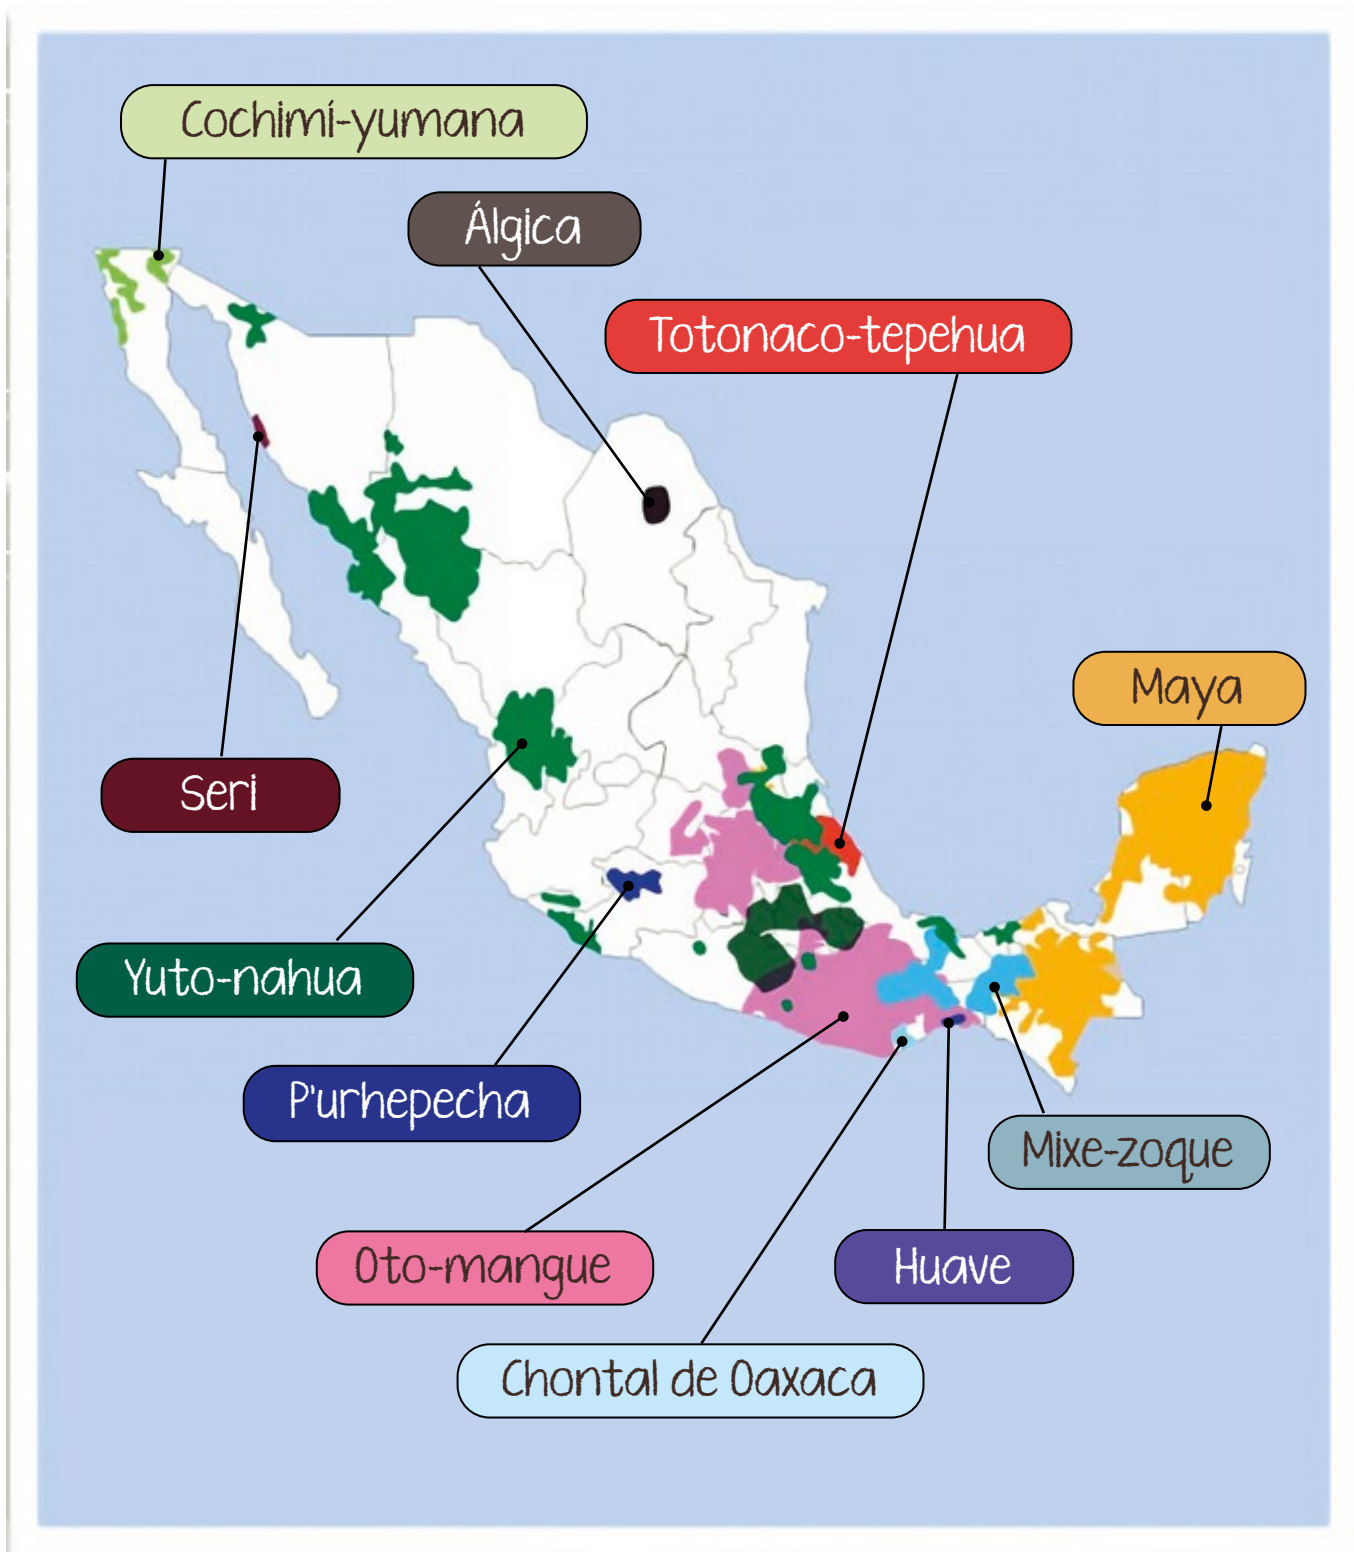 Cochimí-yumana
Álgica
Totonaco-tepehua
Maya
Seri
Yuto-nahua
P'urhepecha
Mixe-zoque
Oto-mangue
Huave
Chontal de Oaxaca